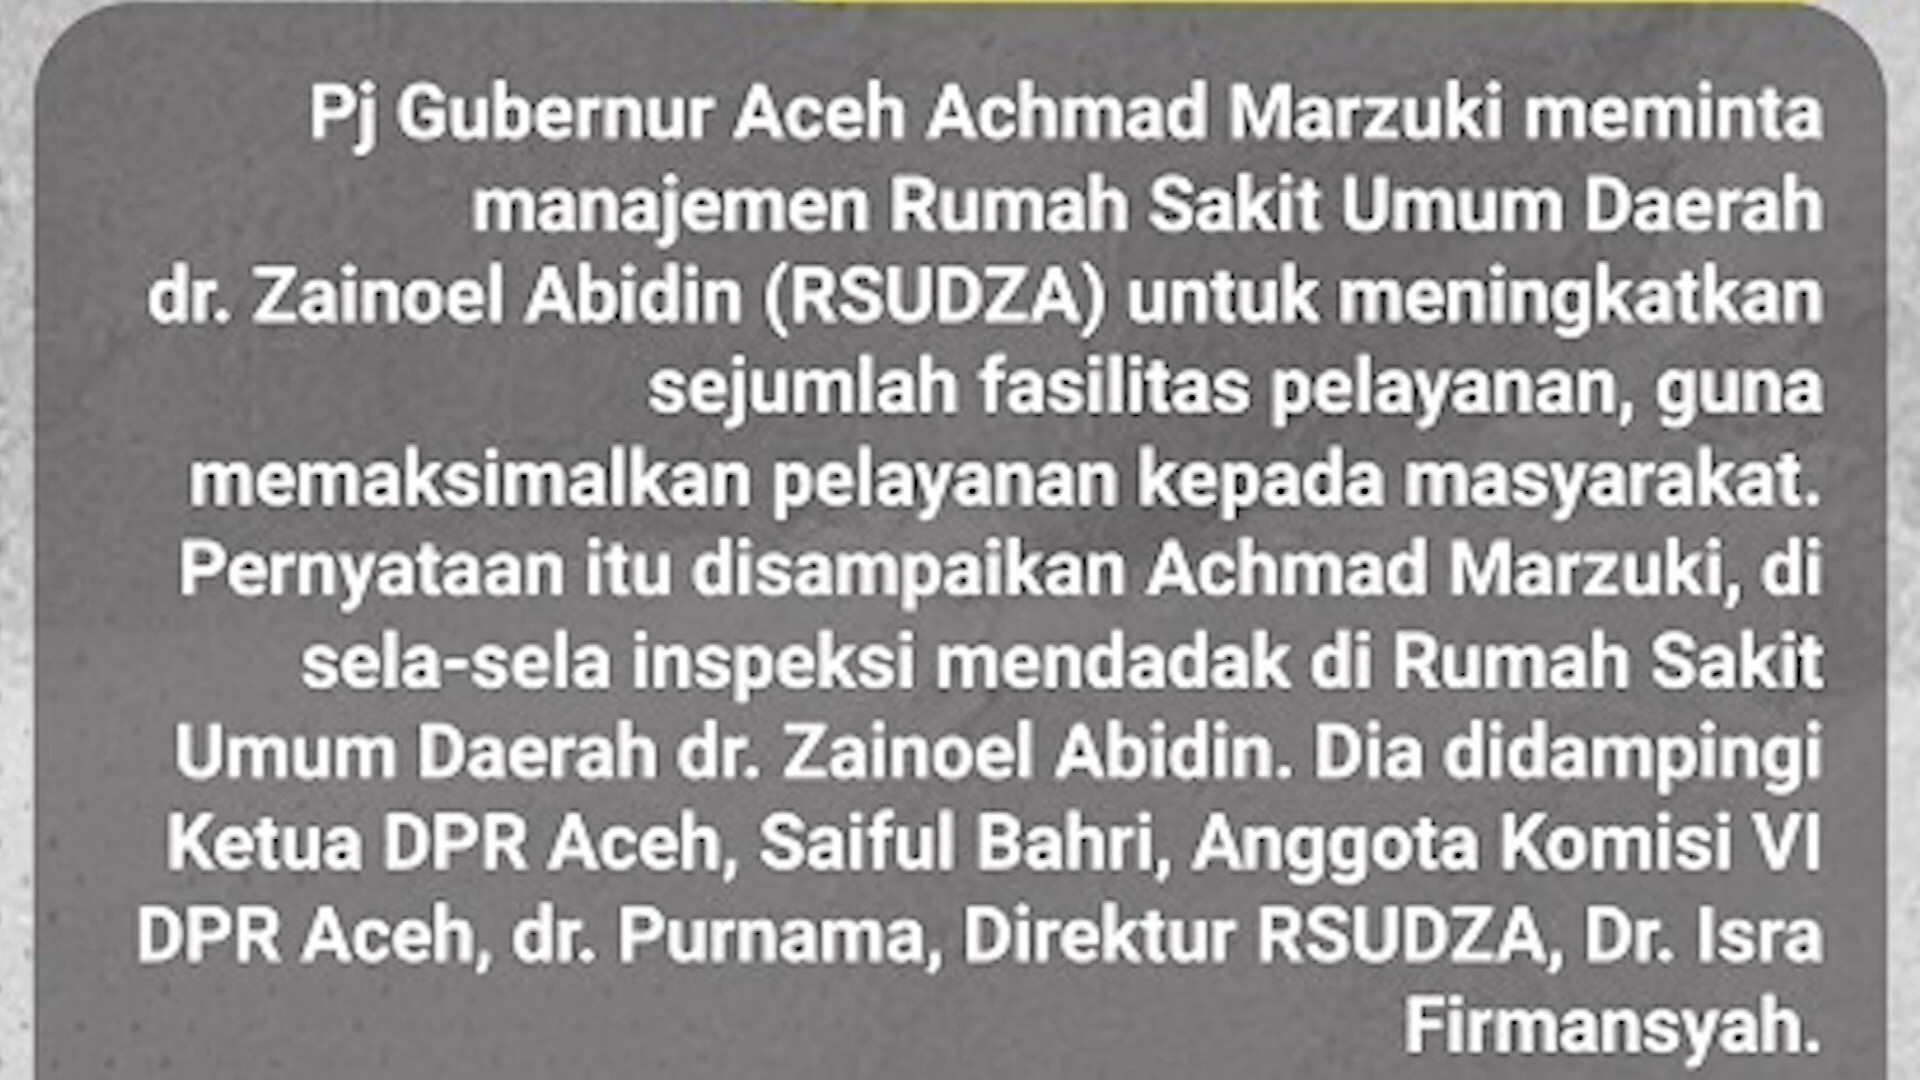 Pj Gubernur Aceh Achmad Marzuki meminta
manajemen Rumah Sakit Umum Daerah
dr. Zainoel Abidin (RSUDZA) untuk meningkatkan
sejumlah fasilitas pelayanan, guna
memaksimalkan pelayanan kepada masyarakat.
Pernyataan itu disampaikan Achmad Marzuki, di
sela-sela inspeksi mendadak di Rumah Sakit
Umum Daerah dr. Zainoel Abidin. Dia didampingi
Ketua DPR Aceh, Saiful Bahri, Anggota Komisi VI
DPR Aceh, dr. Purnama, Direktur RSUDZA, Dr. Isra
Firmansyah.